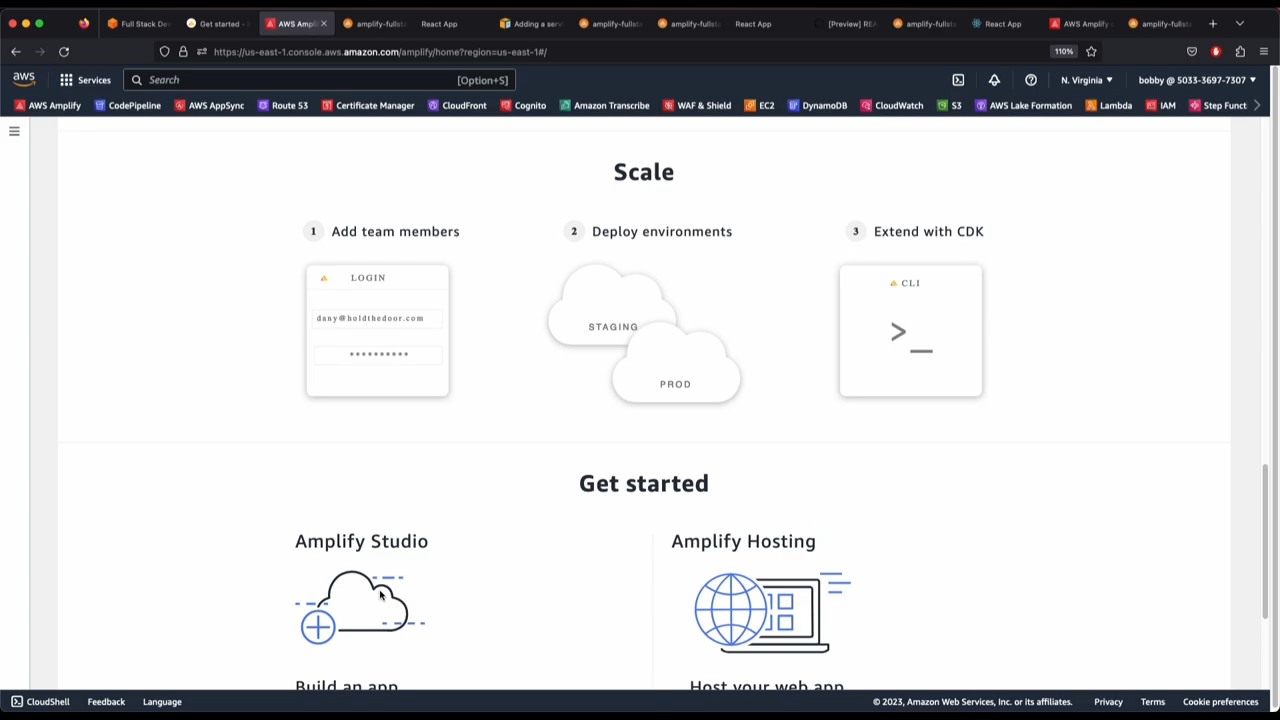 Full Stack De
Get started -
AWS Ampl
amplify-fullst
React App
Adding a serv
amplify-fullst
amplify-fullst
React App
[Preview] RE
amplify-fullst
React App
AWS Amplify
amplify-fullst
https://us-east-1.console.aws.amazon.com/amplify/home?region=us-east-1#/
110%
aws
Services
Search
[Option+S]
N. Virginia
bobby @ 5033-3697-7307
AWS Amplify
CodePipeline
AWS AppSync
Route 53
Certificate Manager
CloudFront
Cognito
Amazon Transcribe
WAF & Shield
EC2
DynamoDB
CloudWatch
S3
AWS Lake Formation
Lambda
IAM
Step Funct
Scale
1 Add team members
2 Deploy environments
3 Extend with CDK
LOGIN
dany@holdthedoor.com
**********
STAGING
PROD
CLI
>_
Get started
Amplify Studio
Amplify Hosting
Build an app
Host your web app
CloudShell
Feedback
Language
© 2023, Amazon Web Services, Inc. or its affiliates.
Privacy
Terms
Cookie preferences